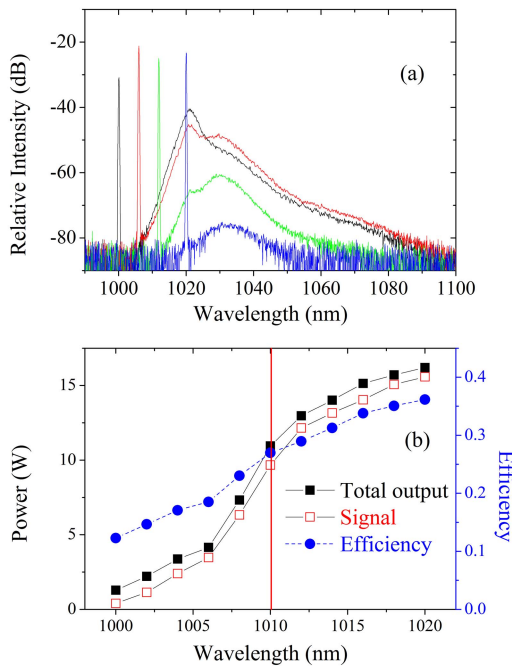 (a)
Relative Intensity (dB)
-20
-40
-60
-80
1000 1020 1040 1060 1080 1100
Wavelength (nm)
(b)
Power (W)
15
10
5
0
0.4
0.3
0.2
0.1
0.0
Efficiency
Total output
Signal
Efficiency
1000 1005 1010 1015 1020
Wavelength (nm)